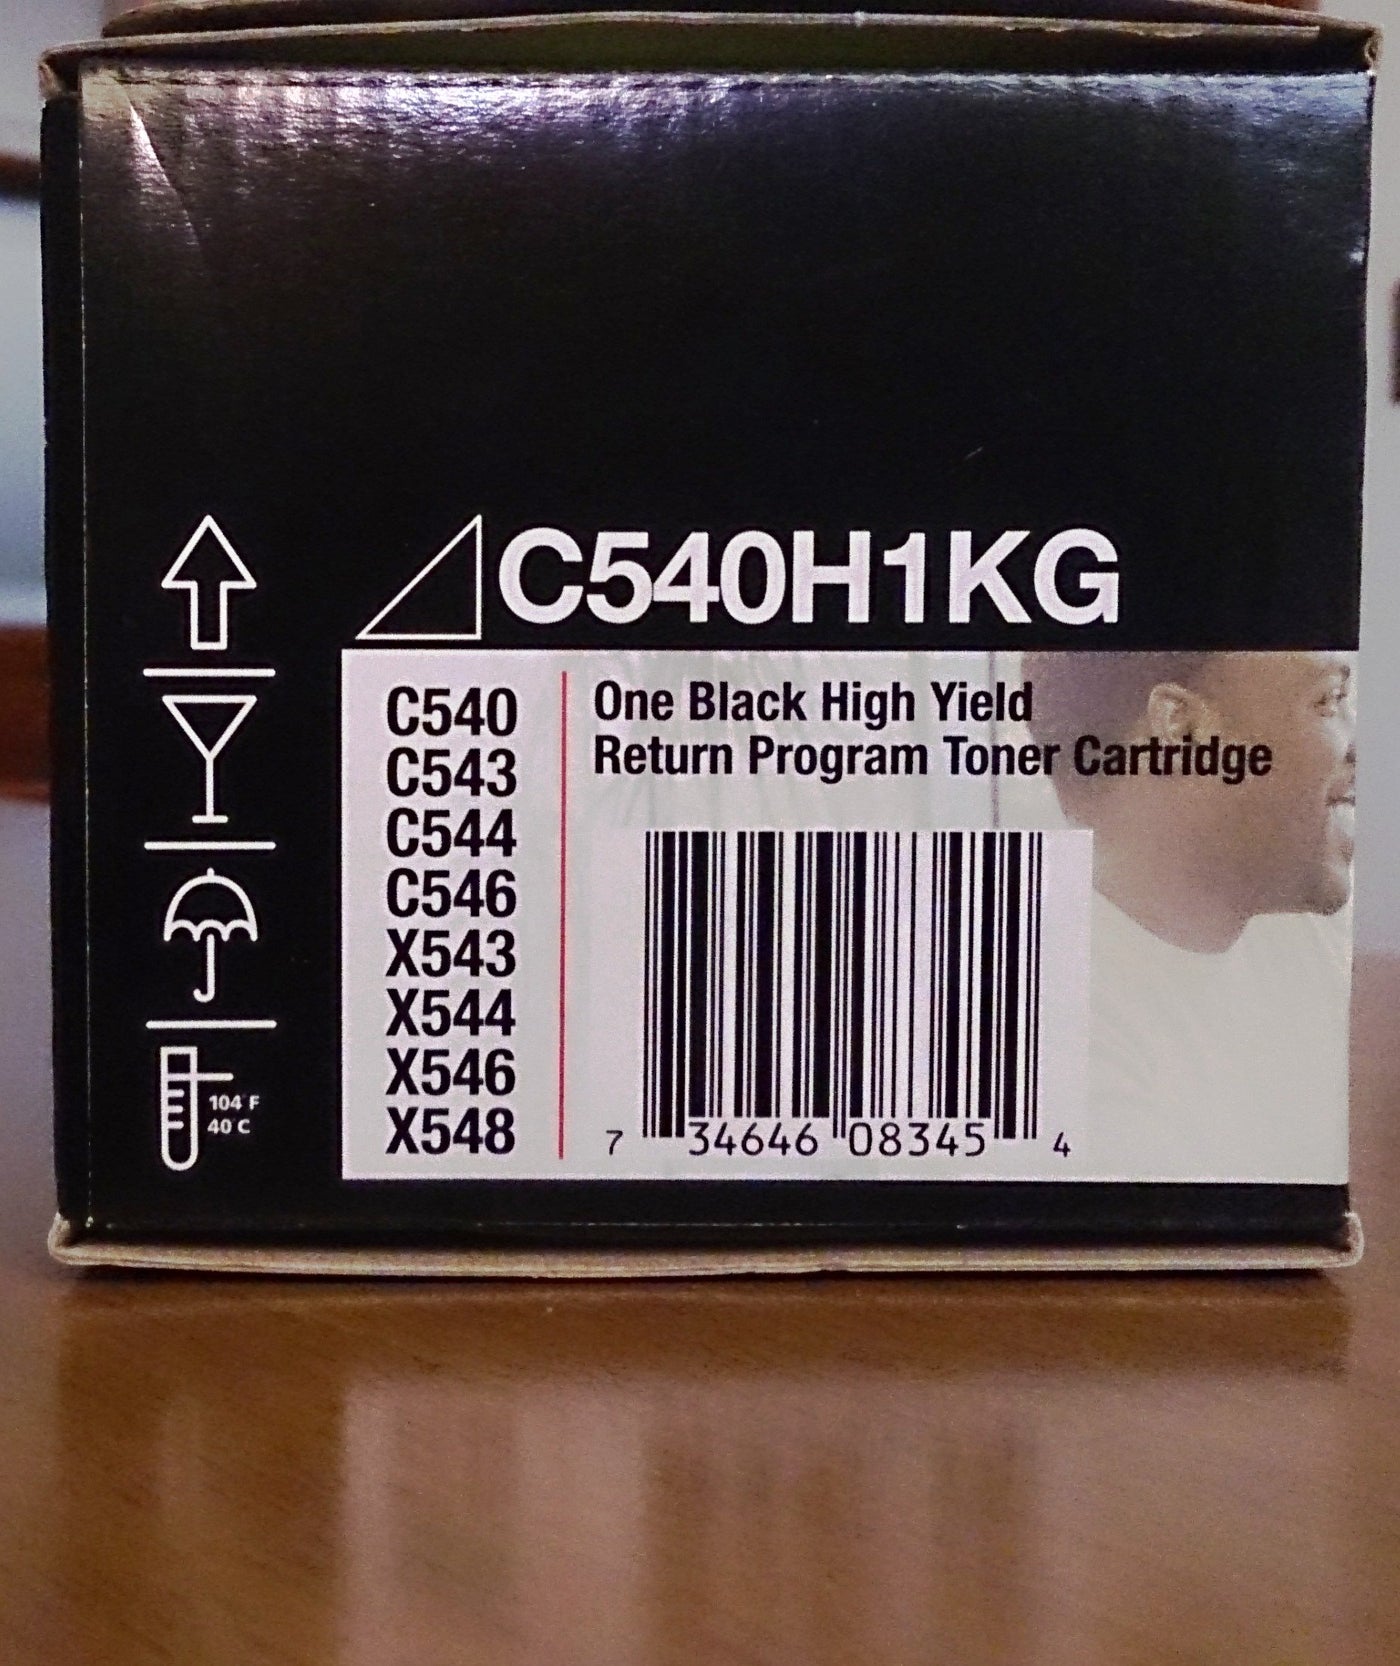 C540H1KG
C540
C543
C544
C546
X543
X544
X546
X548
One Black High Yield
Return Program Toner Cartridge
7 34646 08345 4
104°F
40°C